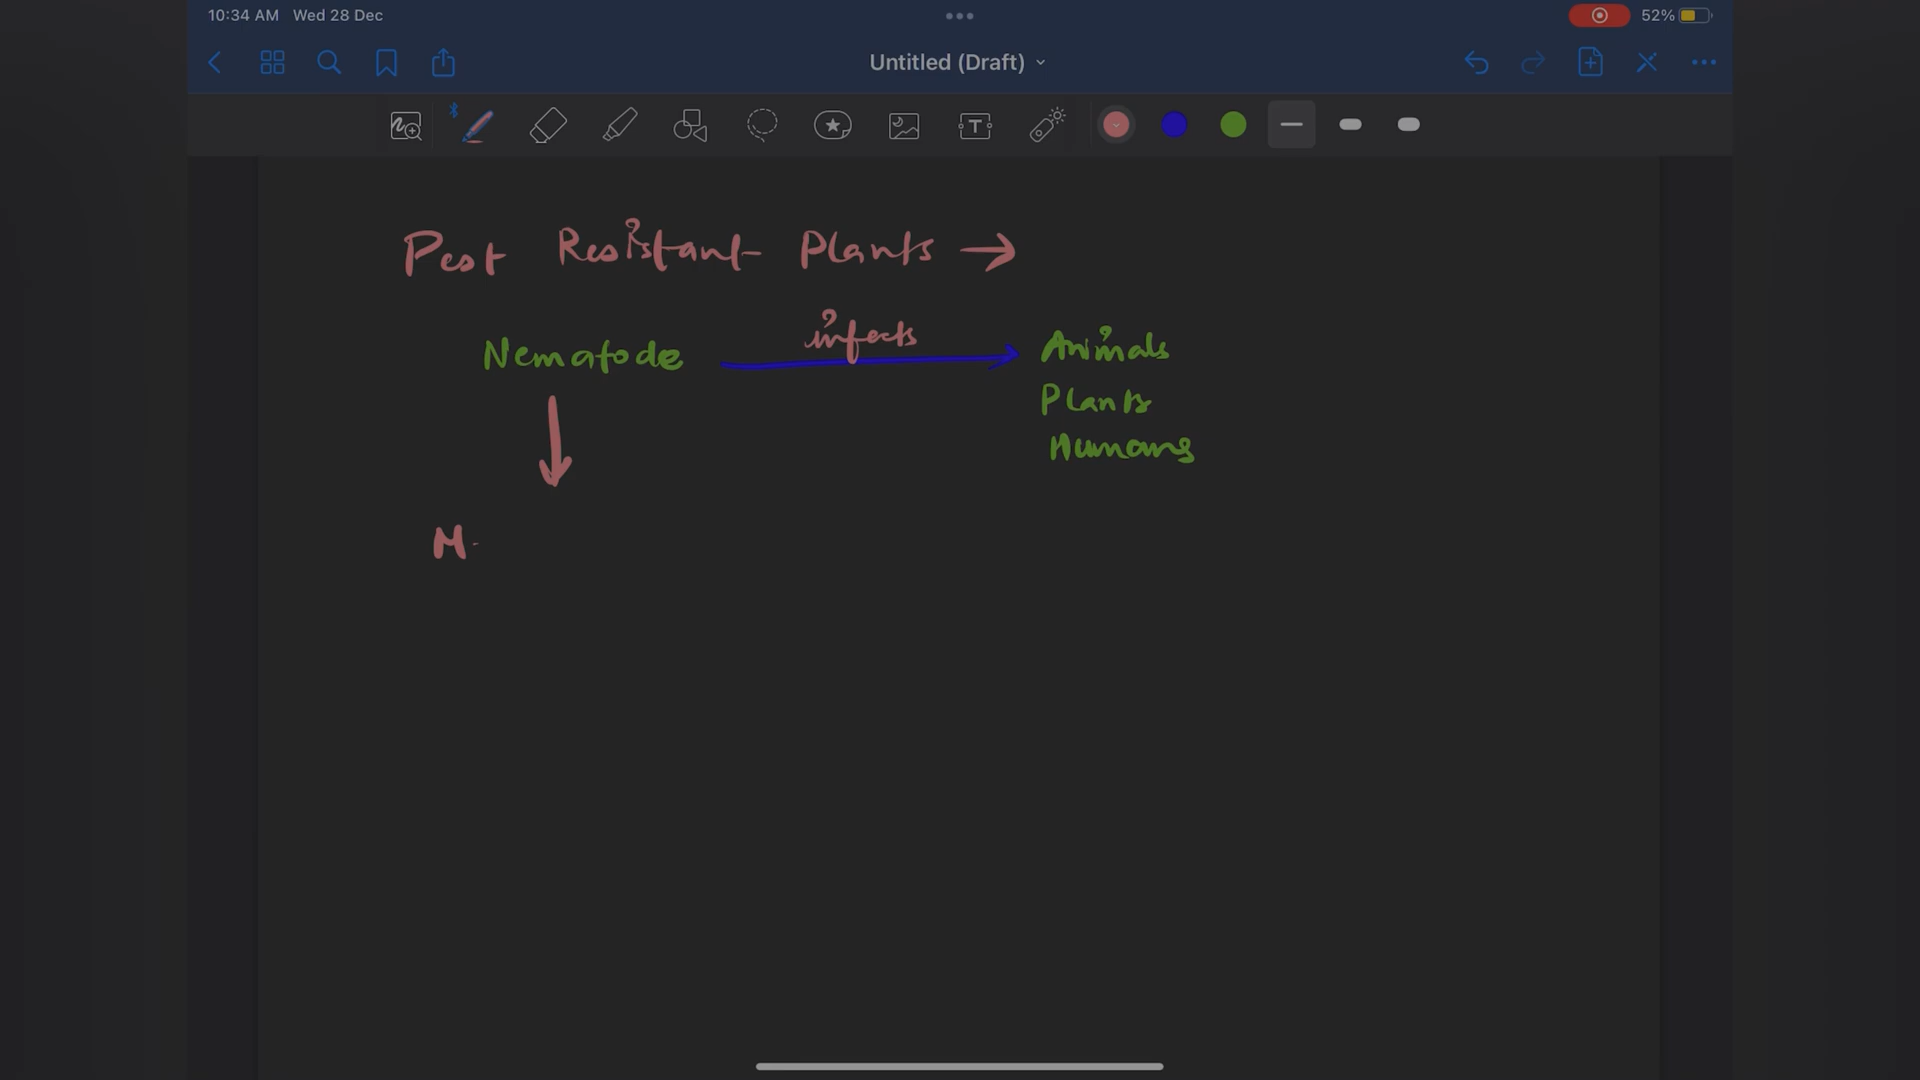 10:34 AM Wed 28 Dec
52%
Untitled (Draft)
Pest Resistant Plants →
infects
Nematode → Animals
Plants
Humans
M